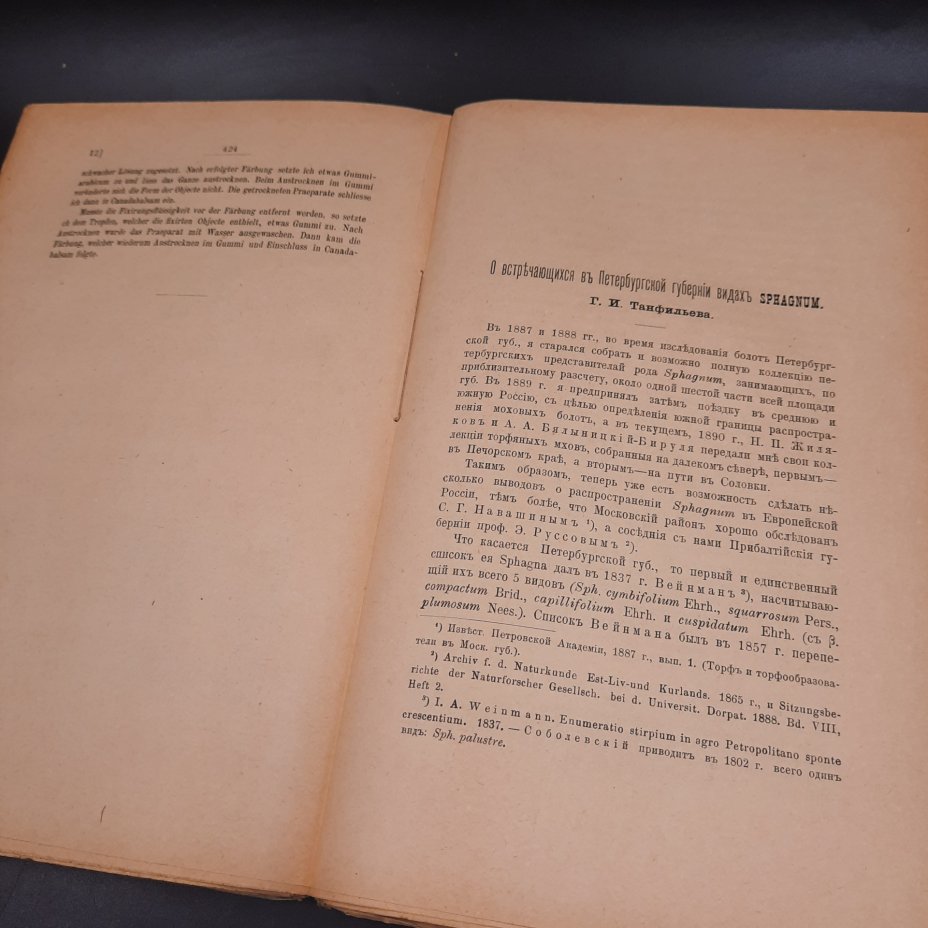 12]
424
schwacher Lösung zugesetzt. Nach erfolgter Färbung setzte ich etwas Gummi-
arabicum zu und liess das Ganze austrocknen. Beim Austrocknen im Gummi
veränderte sich die Form der Objecte nicht. Die getrockneten Praeparate schliesse
ich dann in Canadabalsam ein.
Musste die Fixirungsflüssigkeit vor der Färbung entfernt werden, so setzte
ch dem Tropfen, welcher die fixirten Objecte enthielt, etwas Gummi zu. Nach
Austrocknen wurde das Praeparat mit Wasser ausgewaschen. Dann kam die
Färbung, welcher wiederum Austrocknen im Gummi und Einschluss in Canada-
balsam folgte.
О встрѣчающихся въ Петербургской губерніи видахъ SPHAGNUM.
Г. И. Танфильева.
Въ 1887 и 1888 гг., во время изслѣдованія болотъ Петербург-
ской губ., я старался собрать и возможно полную коллекцію пе-
тербургскихъ представителай рода Sphagnum, занимающихъ, по
приблизительному разсчету, около одной шестой части всей площади
губ. Въ 1889 г. я предпринялъ затѣмъ поѣздку въ среднюю и
южную Россію, съ цѣлью опредѣленія южной границы распростра-
ненія моховыхъ болотъ, а въ текущемъ, 1890 г., Н. П. Жиля-
ковъ и А. А. Бялыницкій-Бируля передали мнѣ свои кол-
лекціи торфяныхъ мховъ, собранныя на далекомъ сѣверѣ, первымъ—
въ Печорскомъ краѣ, а вторымъ—на пути въ Соловки.
Такимъ образомъ, теперь уже есть возможность сдѣлать нѣ-
сколько выводовъ о распространеніи Sphagnum въ Европейской
Россіи, тѣмъ болѣе, что Московскій районъ хорошо обслѣдованъ
С. Г. Навашинымъ ¹), а сосѣднія съ нами Прибалтійскія гу-
берніи проф. Э. Руссовымъ ²).
Что касается Петербургской губ., то первый и единственный
списокъ ея Sphagna далъ въ 1837 г. Вейнманъ ³), насчитываю-
щій ихъ всего 5 видовъ (Sph. cymbifolium Ehrh., squarrosum Pers.,
compactum Brid., capillifolium Ehrh. и cuspidatum Ehrh. (съ β.
plumosum Nees.). Списокъ Вейнмана былъ въ 1857 г. перепе-
¹) Извѣст. Петровской Академіи, 1887 г., вып. 1. (Торфъ и торфообразова-
тели въ Моск. губ.).
²) Archiv f. d. Naturkunde Est-Liv-und Kurlands. 1865 г., и Sitzungsbe-
richte der Naturforscher Gesellsch. bei d. Universit. Dorpat. 1888. Bd. VIII,
Heft 2.
³) I. A. Weinmann. Enumeratio stirpium in agro Petropolitano sponte
crescentium. 1837. — Соболевскій приводитъ въ 1802 г. всего одинъ
видъ: Sph. palustre.